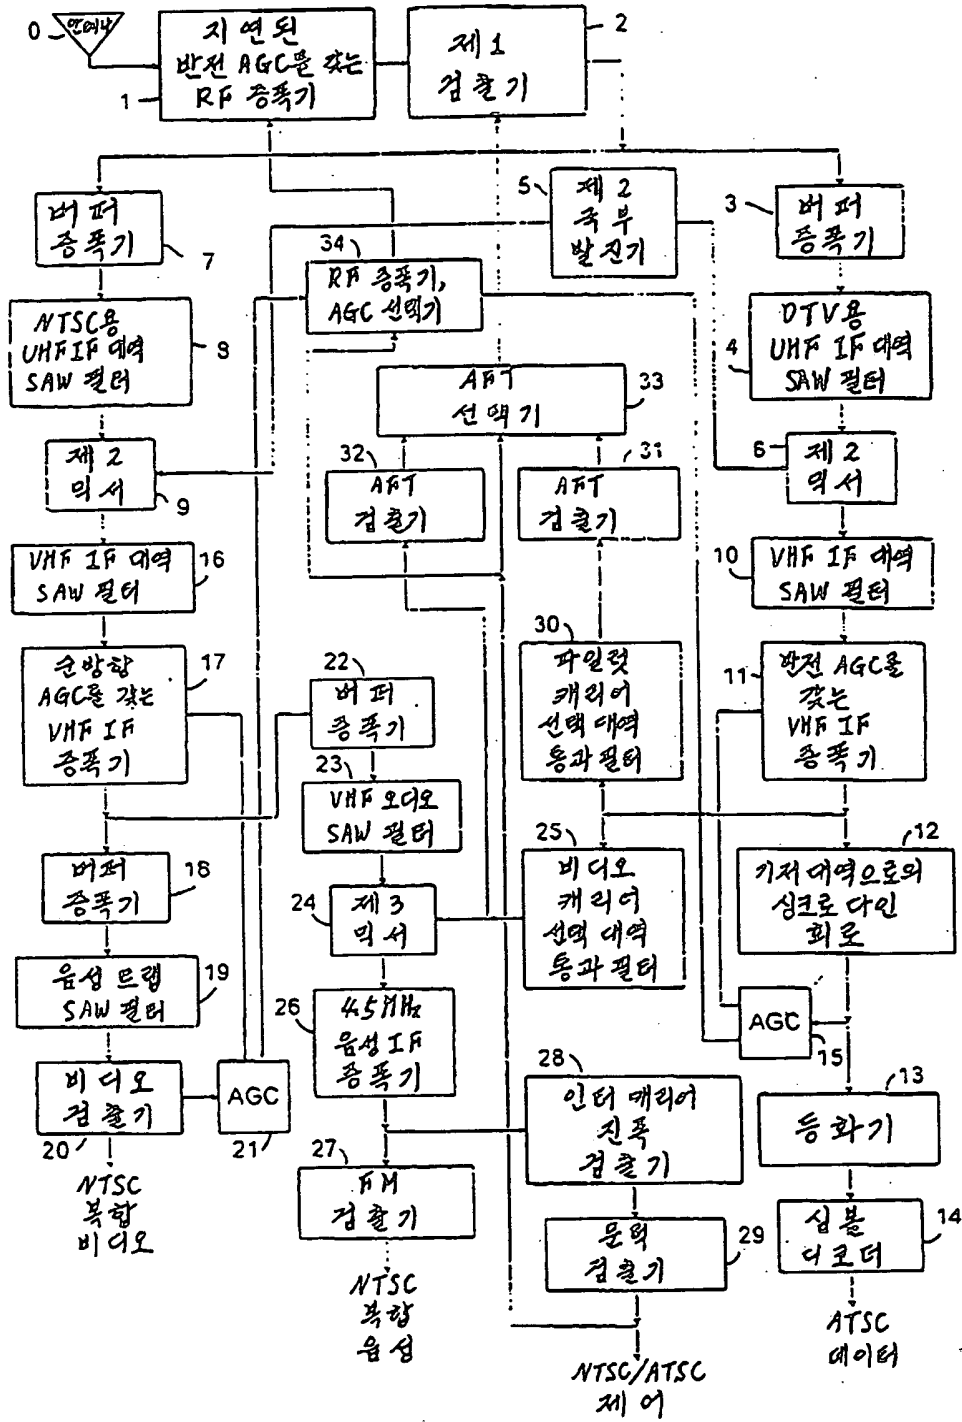 0
안테나
지연된
반전 AGC를 갖는
RF 증폭기
1
제1
검출기
2
버퍼
증폭기
7
제2
국부
발진기
5
버퍼
증폭기
3
34
RF 증폭기,
AGC 선택기
NTSC용
UHF IF 대역
SAW 필터
8
DTV용
UHF IF 대역
SAW 필터
4
AFT
선택기
33
제2
믹서
9
32
AFT
검출기
31
AFT
검출기
6
제2
믹서
VHF IF 대역
SAW 필터
16
10
VHF IF 대역
SAW 필터
순방향
AGC를 갖는
VHF IF
증폭기
17
22
버퍼
증폭기
30
파일럿
캐리어
선택 대역
통과 필터
11
반전 AGC를
갖는
VHF IF
증폭기
23
VHF 오디오
SAW 필터
버퍼
증폭기
18
24
제3
믹서
25
비디오
캐리어
선택 대역
통과 필터
12
기저 대역으로의
싱크로다인
회로
음성 트랩
SAW 필터
19
26
4.5MHz
음성 IF
증폭기
AGC
15
비디오
검출기
20
AGC
21
28
인터 캐리어
진폭
검출기
13
등화기
27
FM
검출기
NTSC
복합
비디오
문턱
검출기
29
심볼
디코더
14
NTSC
복합
음성
ATSC
데이터
NTSC/ATSC
제어